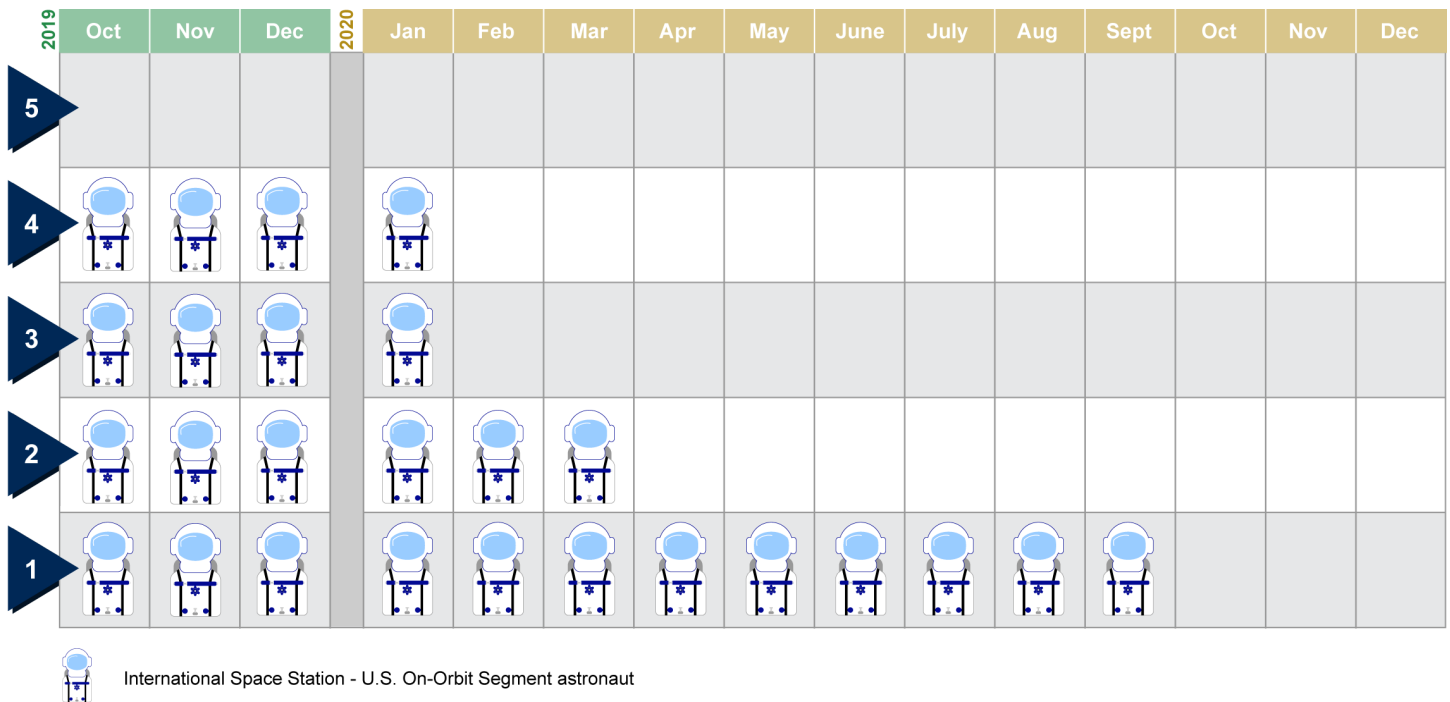 2019 Oct Nov Dec 2020 Jan Feb Mar Apr May June July Aug Sept Oct Nov Dec
5
4
3
2
1
International Space Station - U.S. On-Orbit Segment astronaut